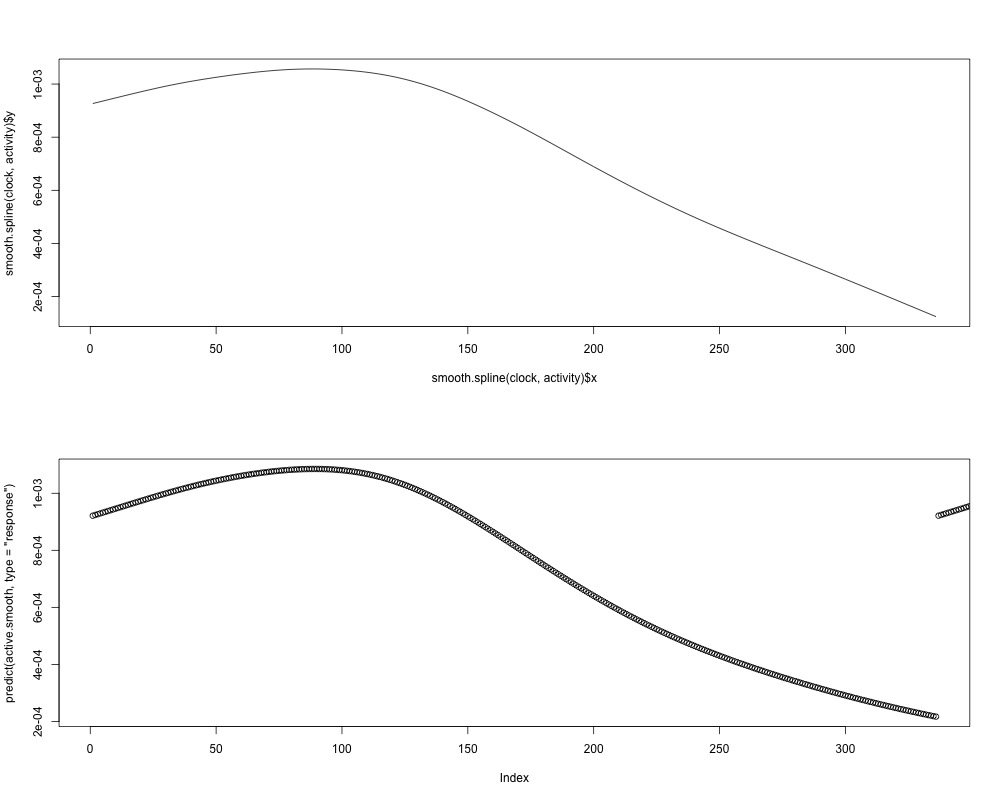 smooth.spline(clock, activity)$y
1e-03
8e-04
6e-04
4e-04
2e-04
0 50 100 150 200 250 300
smooth.spline(clock, activity)$x
predict(active.smooth, type = "response")
1e-03
8e-04
6e-04
4e-04
2e-04
0 50 100 150 200 250 300
Index